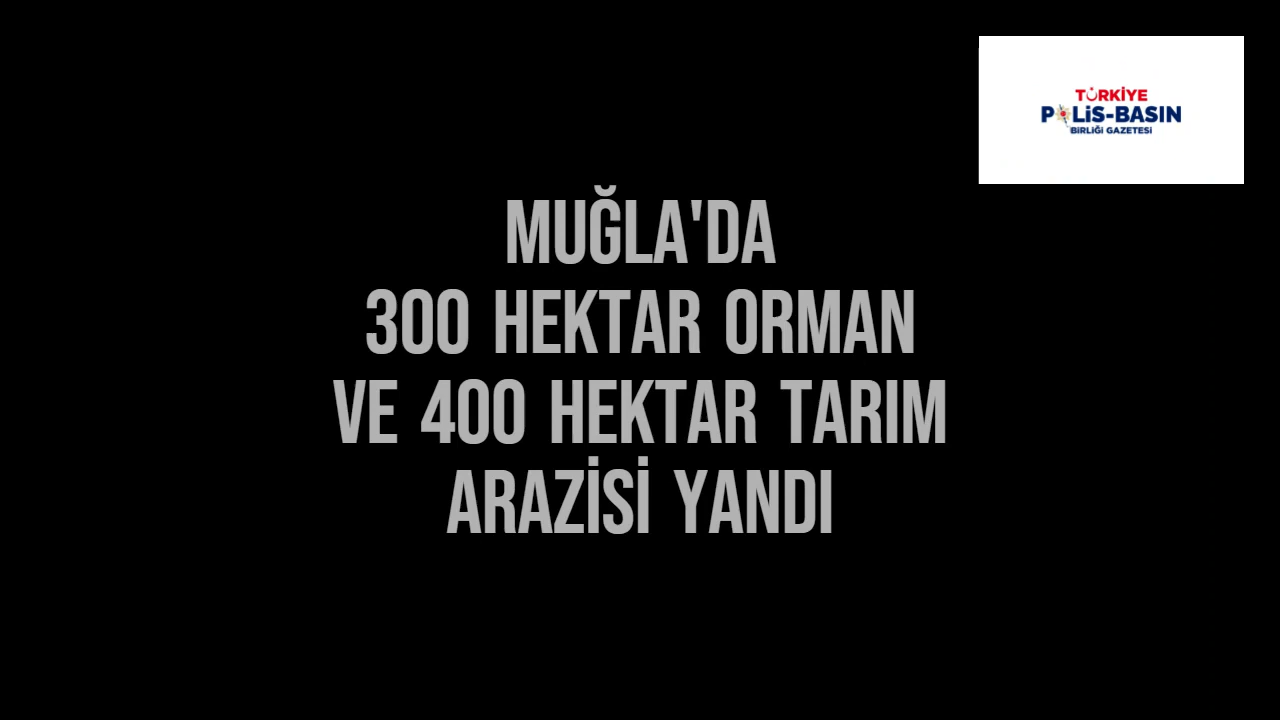 TÜRKİYE
POLİS-BASIN
BİRLİĞİ GAZETESİ
MUĞLA'DA
300 HEKTAR ORMAN
VE 400 HEKTAR TARIM
ARAZİSİ YANDI